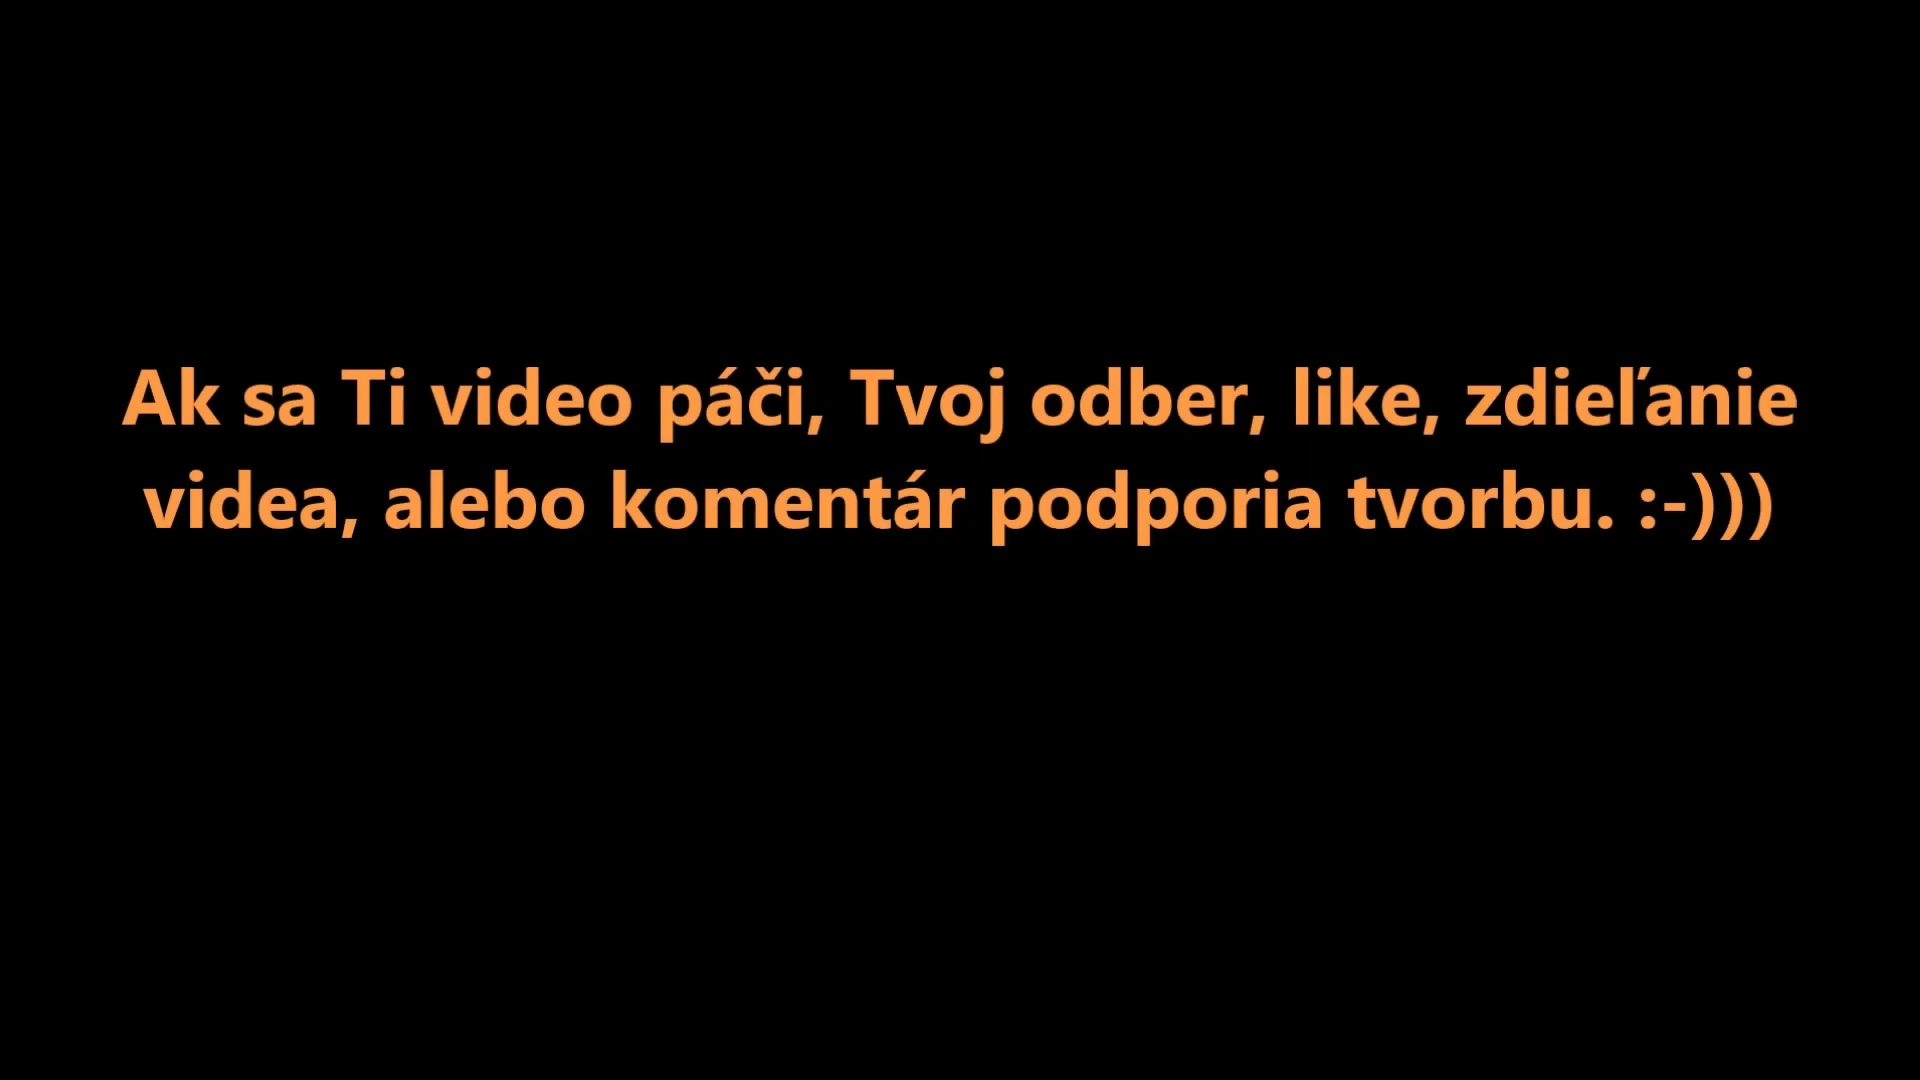 Ak sa Ti video páči, Tvoj odber, like, zdieľanie
videa, alebo komentár podporia tvorbu. :-)))